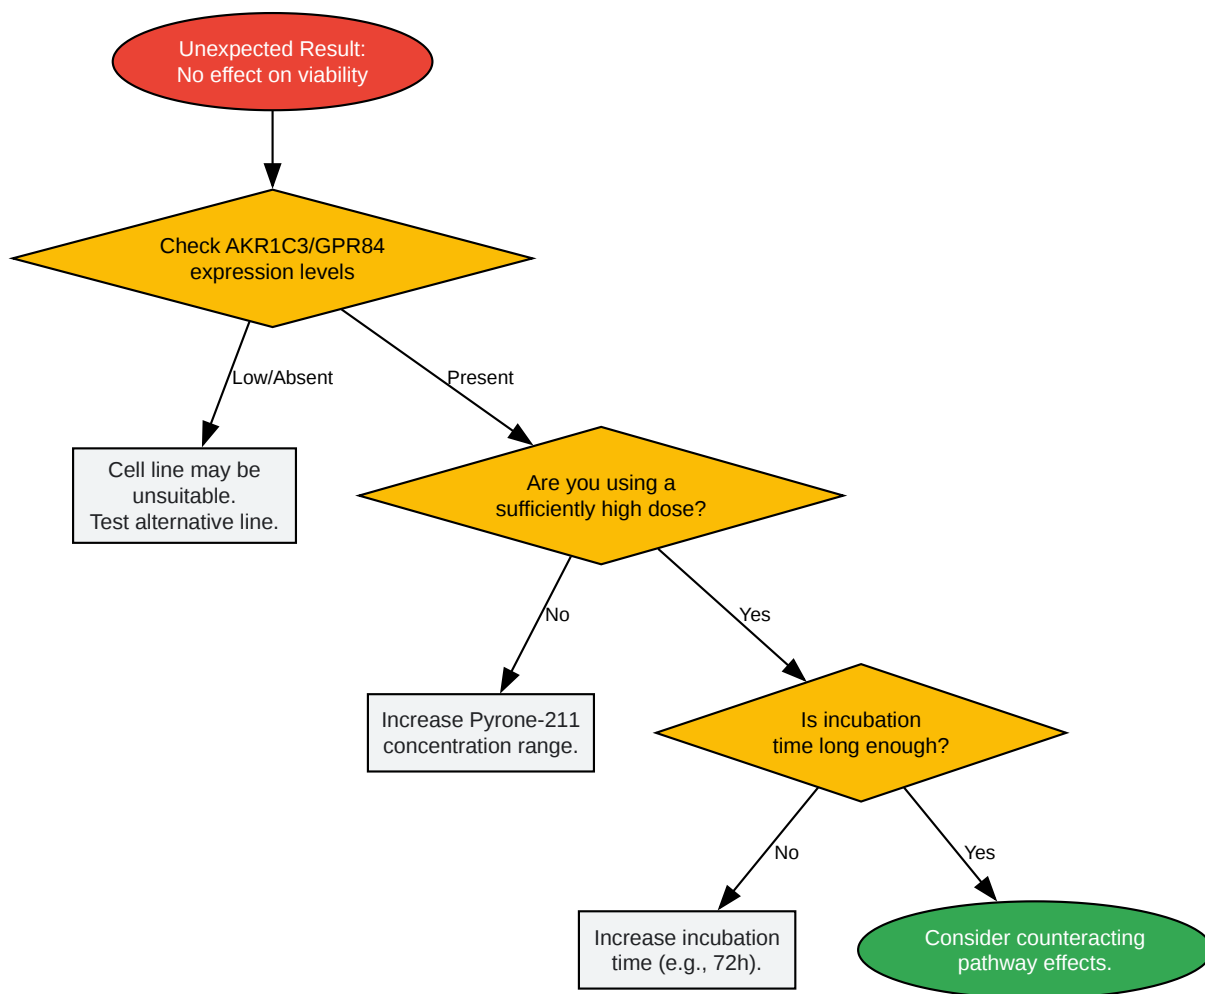 Unexpected Result:
No effect on viability
Check AKR1C3/GPR84
expression levels
Low/Absent
Present
Cell line may be
unsuitable.
Test alternative line.
Are you using a
sufficiently high dose?
No
Yes
Increase Pyrone-211
concentration range.
Is incubation
time long enough?
No
Yes
Increase incubation
time (e.g., 72h).
Consider counteracting
pathway effects.